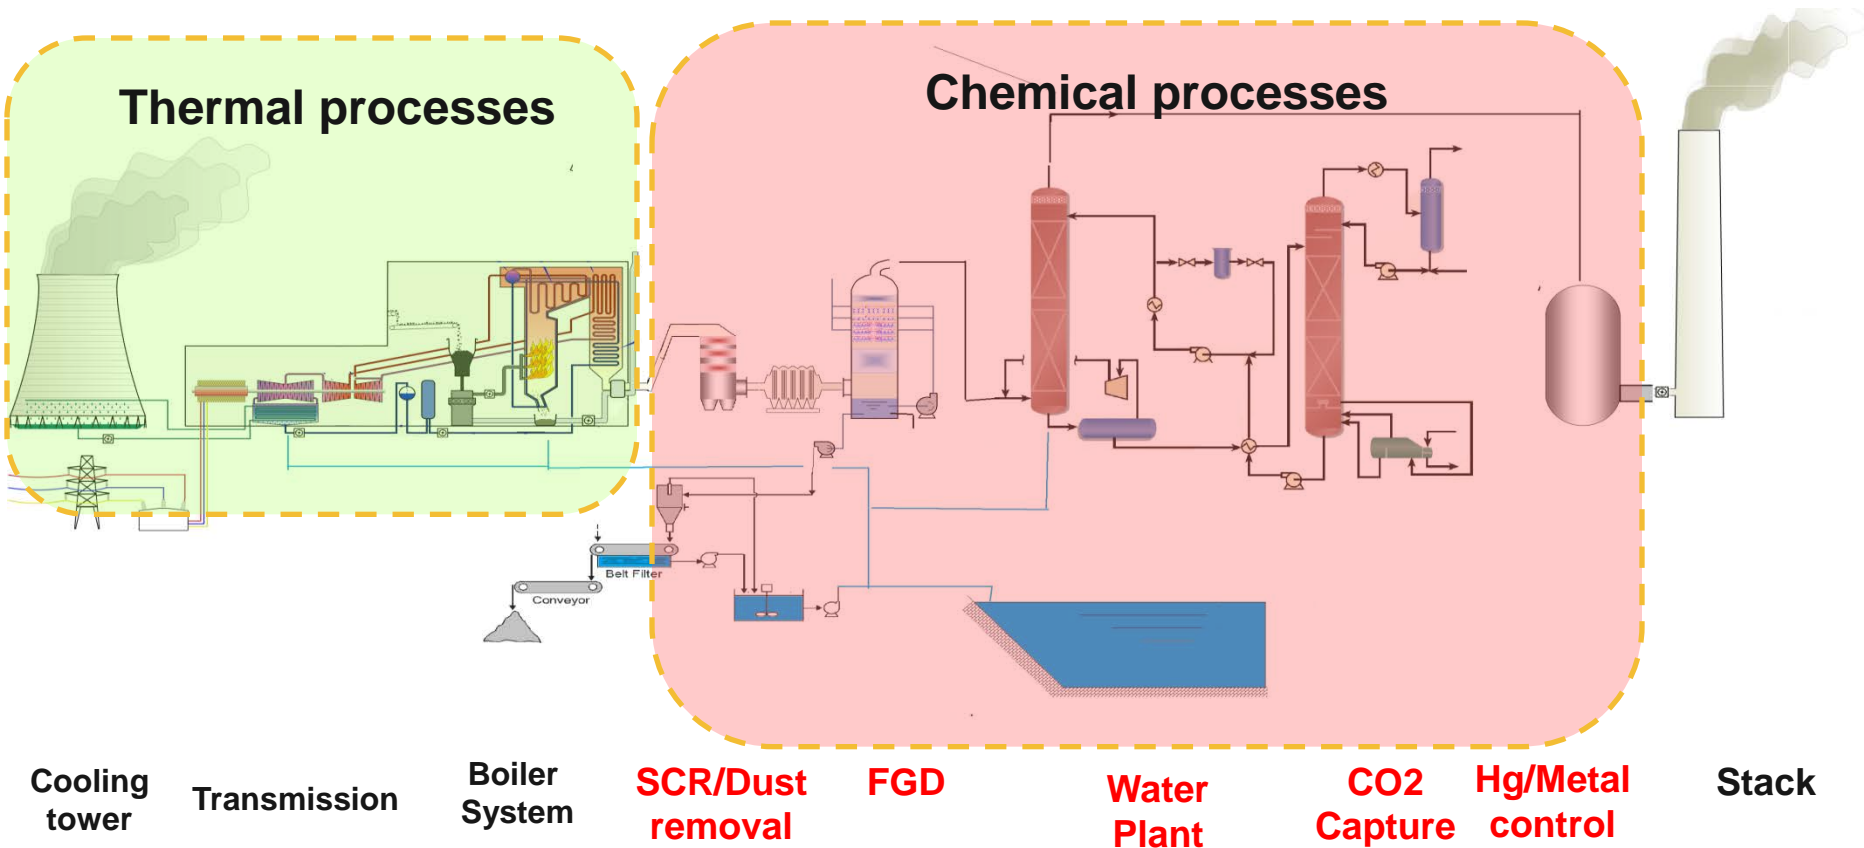 Thermal processes
Chemical processes
Belt Filter
Conveyor
Cooling
tower
Transmission
Boiler
System
SCR/Dust
removal
FGD
Water
Plant
CO2
Capture
Hg/Metal
control
Stack